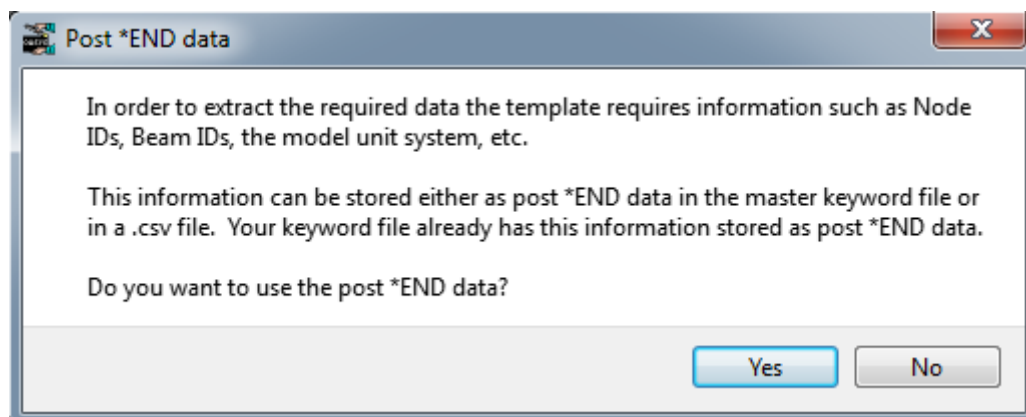 Post *END data
In order to extract the required data the template requires information such as Node
IDs, Beam IDs, the model unit system, etc.
This information can be stored either as post *END data in the master keyword file or
in a .csv file.  Your keyword file already has this information stored as post *END data.
Do you want to use the post *END data?
Yes
No